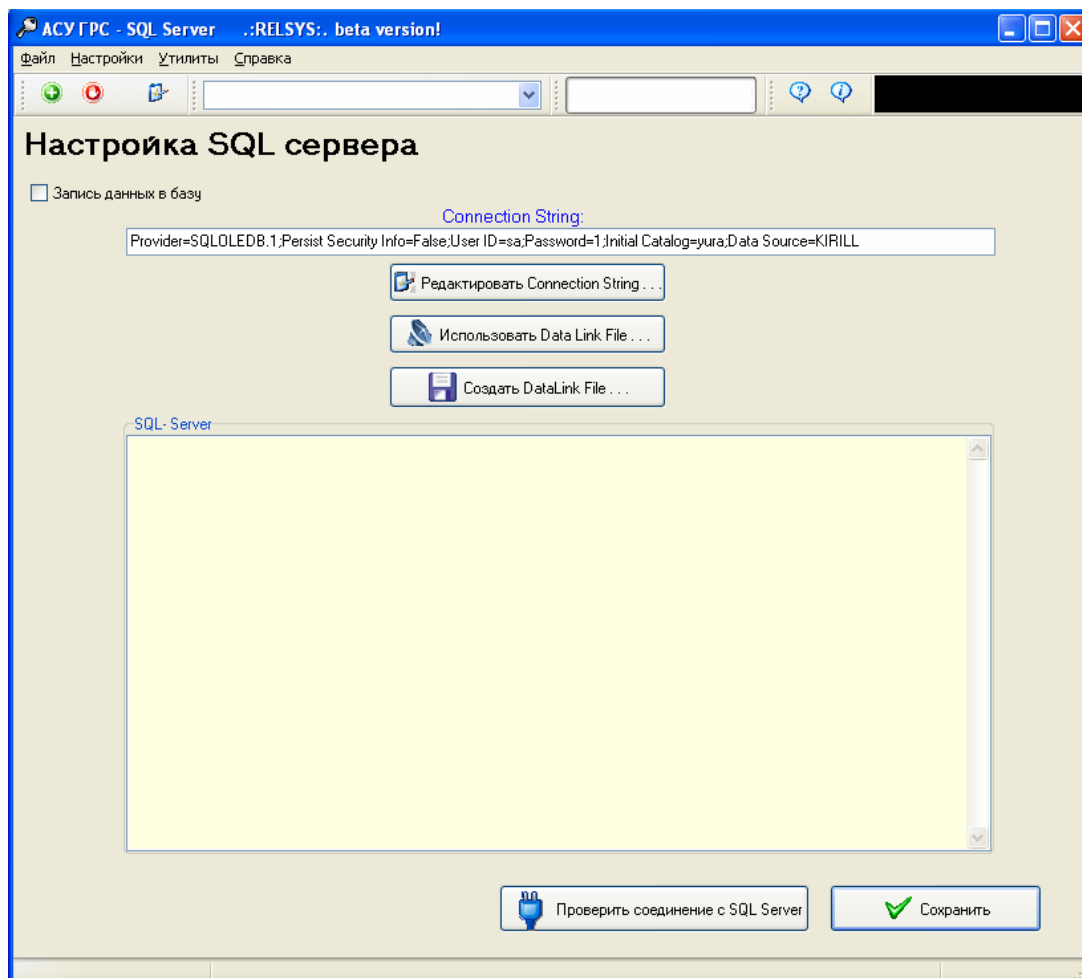 АСУ ГРС - SQL Server .:RELSYS:. beta version!
Файл Настройки Утилиты Справка
Настройка SQL сервера
Запись данных в базу
Connection String:
Provider=SQLOLEDB.1;Persist Security Info=False;User ID=sa;Password=1;Initial Catalog=yura;Data Source=KIRILL
Редактировать Connection String . . .
Использовать Data Link File . . .
Создать DataLink File . . .
SQL- Server
Проверить соединение с SQL Server
Сохранить